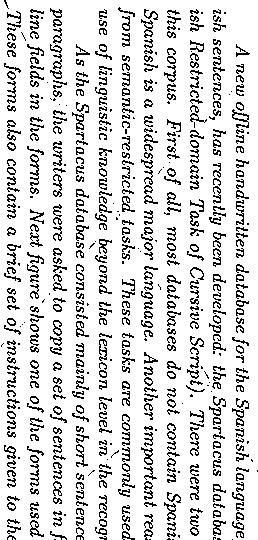 A new offline handwritten database for the Spanish language
ish sentences, has recently been developed: the Spartacus databas
ish Restricted-domain Task of Cursive Script). There were two
this corpus. First of all, most databases do not contain Spani
Spanish is a widespread major language. Another important rea
from semantic-restricted tasks. These tasks are commonly used
use of linguistic knowledge beyond the lexicon level in the recogn
As the Spartacus database consisted mainly of short sentence
paragraphs, the writers were asked to copy a set of sentences in f
line fields in the forms. Next figure shows one of the forms used
These forms also contain a brief set of instructions given to the